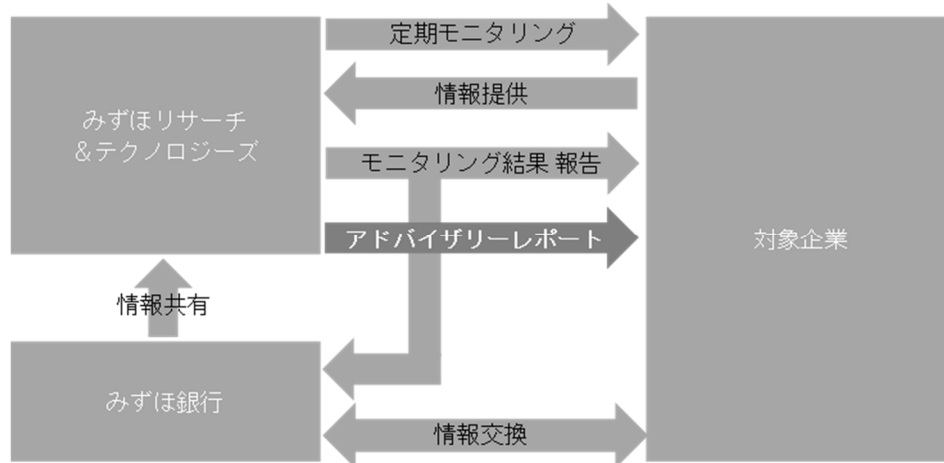 定期モニタリング
情報提供
みずほリサーチ
&テクノロジーズ
モニタリング結果 報告
アドバイザリーレポート
対象企業
情報共有
みずほ銀行
情報交換